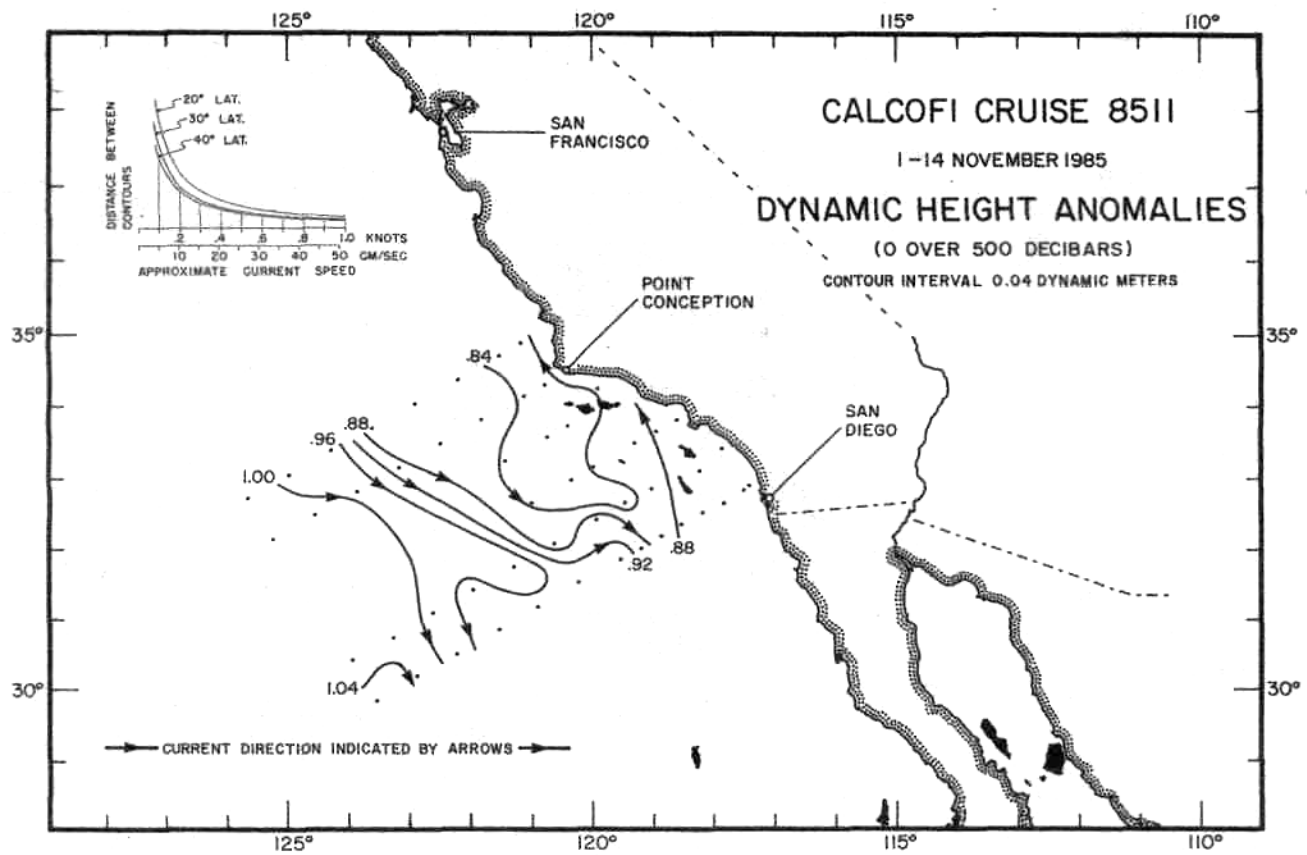 125° 120° 115° 110°
CALCOFI CRUISE 8511
1-14 NOVEMBER 1985
DYNAMIC HEIGHT ANOMALIES
(0 OVER 500 DECIBARS)
CONTOUR INTERVAL 0.04 DYNAMIC METERS
DISTANCE BETWEEN
CONTOURS
20° LAT.
30° LAT.
40° LAT.
.2 .4 .6 .8 1.0 KNOTS
10 20 30 40 50 CM/SEC
APPROXIMATE CURRENT SPEED
SAN
FRANCISCO
POINT
CONCEPTION
35° 35°
.84
SAN
DIEGO
.88
.96
1.00
.88
.92
30° 30°
1.04
CURRENT DIRECTION INDICATED BY ARROWS
125° 120° 115° 110°